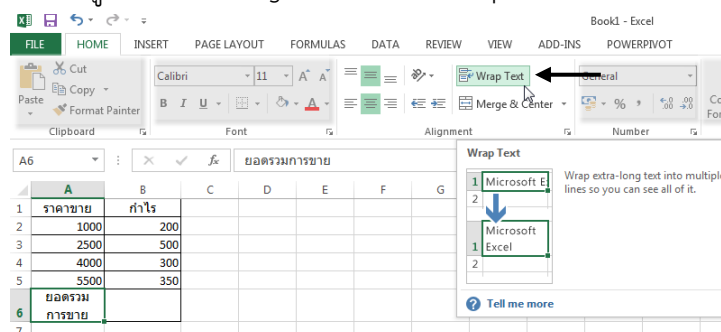 Book1 - Excel
FILE HOME INSERT PAGE LAYOUT FORMULAS DATA REVIEW VIEW ADD-INS POWERPIVOT
Cut
Copy
Format Painter
Paste
Clipboard
Calibri 11
B I U
Font
Wrap Text
Merge & Center
Alignment
General
% ,
Number
A6 fx ยอดรวมการขาย
A B C D E F G
1 ราคาขาย กำไร
2 1000 200
3 2500 500
4 4000 300
5 5500 350
ยอดรวม
6 การขาย
7
Wrap Text
1 Microsoft E
2
Microsoft
1 Excel
2
Wrap extra-long text into multiple
lines so you can see all of it.
Tell me more